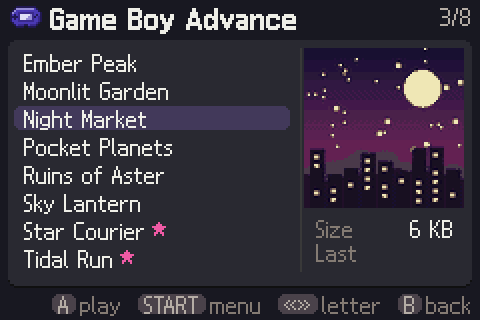 Game Boy Advance
3/8
Ember Peak
Moonlit Garden
Night Market
Pocket Planets
Ruins of Aster
Sky Lantern
Star Courier
Tidal Run
Size 6 KB
Last
A play START menu «» letter B back